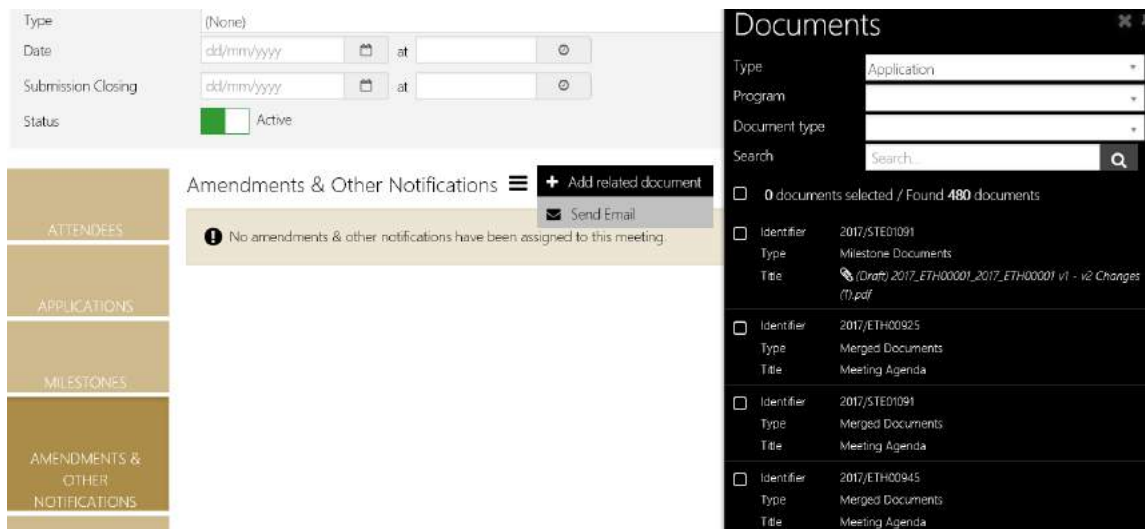 Type (None)
Date dd/mm/yyyy at
Submission Closing dd/mm/yyyy at
Status Active
ATTENDEES
APPLICATIONS
MILESTONES
AMENDMENTS &
OTHER
NOTIFICATIONS
Amendments & Other Notifications
Add related document
Send Email
No amendments & other notifications have been assigned to this meeting.
Documents
Type Application
Program
Document type
Search Search...
0 documents selected / Found 480 documents
Identifier 2017/STE01091
Type Milestone Documents
Title (Draft) 2017_ETH00001_2017_ETH00001 v1 - v2 Changes
(1).pdf
Identifier 2017/ETH00925
Type Merged Documents
Title Meeting Agenda
Identifier 2017/STE01091
Type Merged Documents
Title Meeting Agenda
Identifier 2017/ETH00945
Type Merged Documents
Title Meeting Agenda